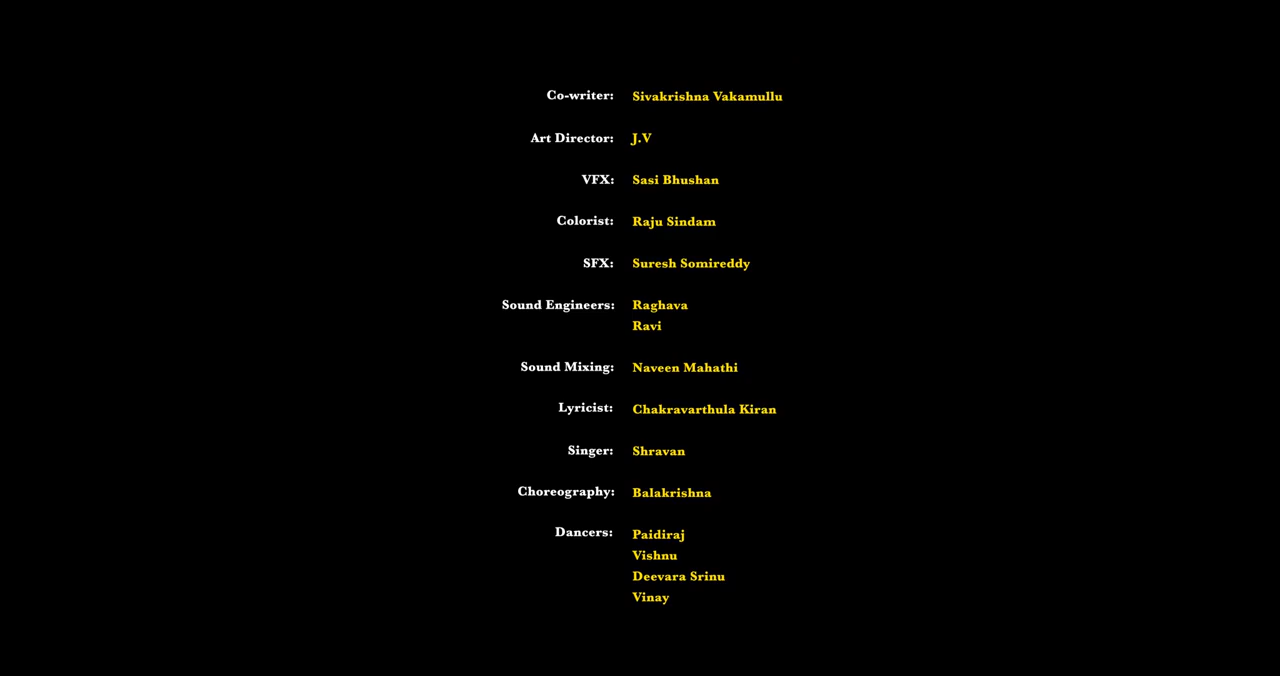 Co-writer: Sivakrishna Vakamullu
Art Director: J.V
VFX: Sasi Bhushan
Colorist: Raju Sindam
SFX: Suresh Somireddy
Sound Engineers: Raghava
Ravi
Sound Mixing: Naveen Mahathi
Lyricist: Chakravarthula Kiran
Singer: Shravan
Choreography: Balakrishna
Dancers: Paidiraj
Vishnu
Deevara Srinu
Vinay